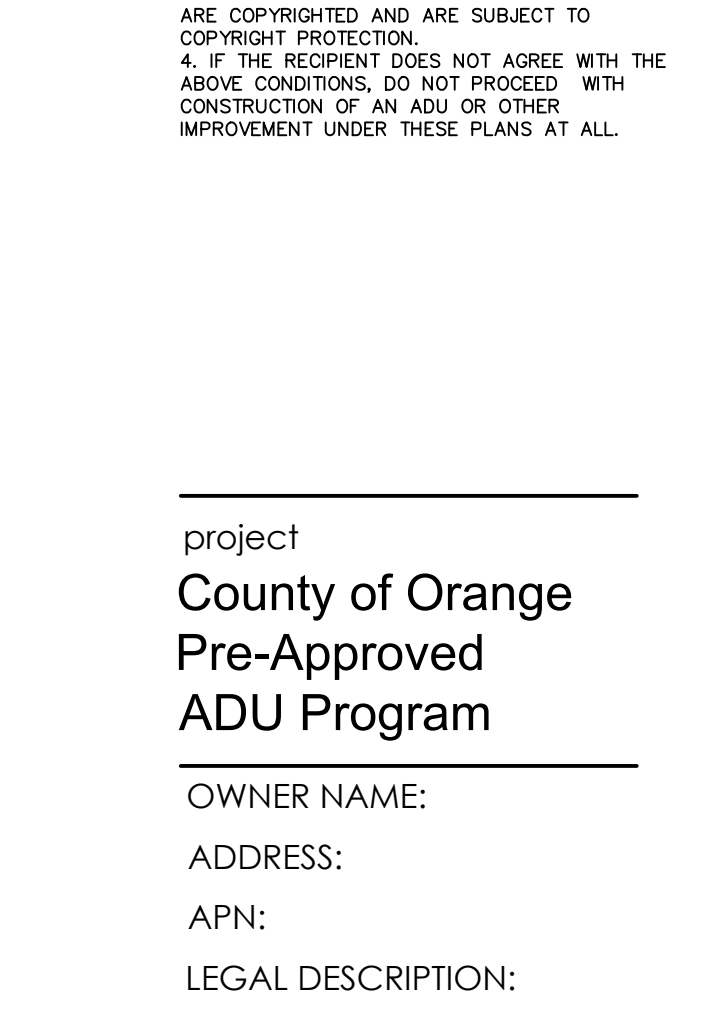 ARE COPYRIGHTED AND ARE SUBJECT TO
COPYRIGHT PROTECTION.
4. IF THE RECIPIENT DOES NOT AGREE WITH THE
ABOVE CONDITIONS, DO NOT PROCEED WITH
CONSTRUCTION OF AN ADU OR OTHER
IMPROVEMENT UNDER THESE PLANS AT ALL.
project
County of Orange
Pre-Approved
ADU Program
OWNER NAME:
ADDRESS:
APN:
LEGAL DESCRIPTION: